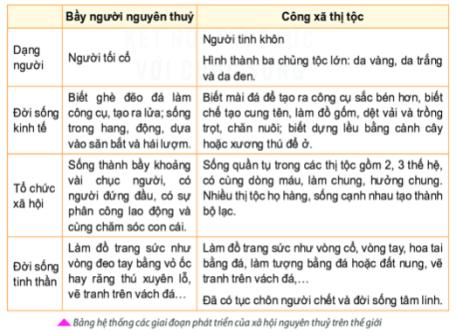 Bầy người nguyên thuỷ
Công xã thị tộc
Dạng
người
Người tối cổ
Người tinh khôn
Hình thành ba chủng tộc lớn: da vàng, da trắng
và da đen.
Đời sống
kinh tế
Biết ghè đẽo đá làm
công cụ, tạo ra lửa; sống
trong hang, động, dựa
vào săn bắt và hái lượm.
Biết mài đá để tạo ra công cụ sắc bén hơn, biết
chế tạo cung tên, làm đồ gốm, dệt vải và trồng
trọt, chăn nuôi; biết dựng lều bằng cành cây
hoặc xương thú để ở.
Tổ chức
xã hội
Sống thành bầy khoảng
vài chục người, có
người đứng đầu, có sự
phân công lao động và
cùng chăm sóc con cái.
Sống quần tụ trong các thị tộc gồm 2, 3 thế hệ,
có cùng dòng máu, làm chung, hưởng chung.
Nhiều thị tộc họ hàng, sống cạnh nhau tạo thành
bộ lạc.
Đời sống
tinh thần
Làm đồ trang sức như
vòng đeo tay bằng vỏ ốc
hay răng thú xuyên lỗ,
vẽ tranh trên vách đá,...
Làm đồ trang sức như vòng cổ, vòng tay, hoa tai
bằng đá, làm tượng bằng đá hoặc đất nung, vẽ
tranh trên vách đá,...
Đã có tục chôn người chết và đời sống tâm linh.
Bảng hệ thống các giai đoạn phát triển của xã hội nguyên thuỷ trên thế giới